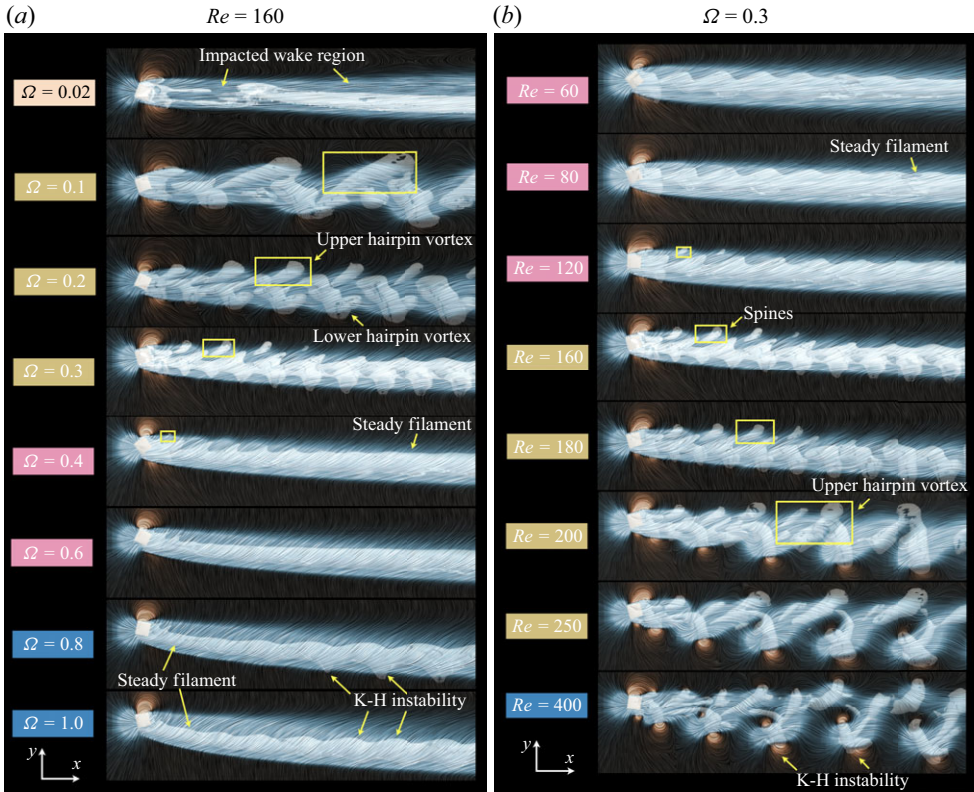 (a)
Re = 160
Impacted wake region
Ω = 0.02
Ω = 0.1
Upper hairpin vortex
Ω = 0.2
Lower hairpin vortex
Ω = 0.3
Steady filament
Ω = 0.4
Ω = 0.6
Ω = 0.8
Steady filament
K-H instability
Ω = 1.0
y
x
(b)
Ω = 0.3
Re = 60
Steady filament
Re = 80
Re = 120
Spines
Re = 160
Re = 180
Upper hairpin vortex
Re = 200
Re = 250
Re = 400
K-H instability
y
x